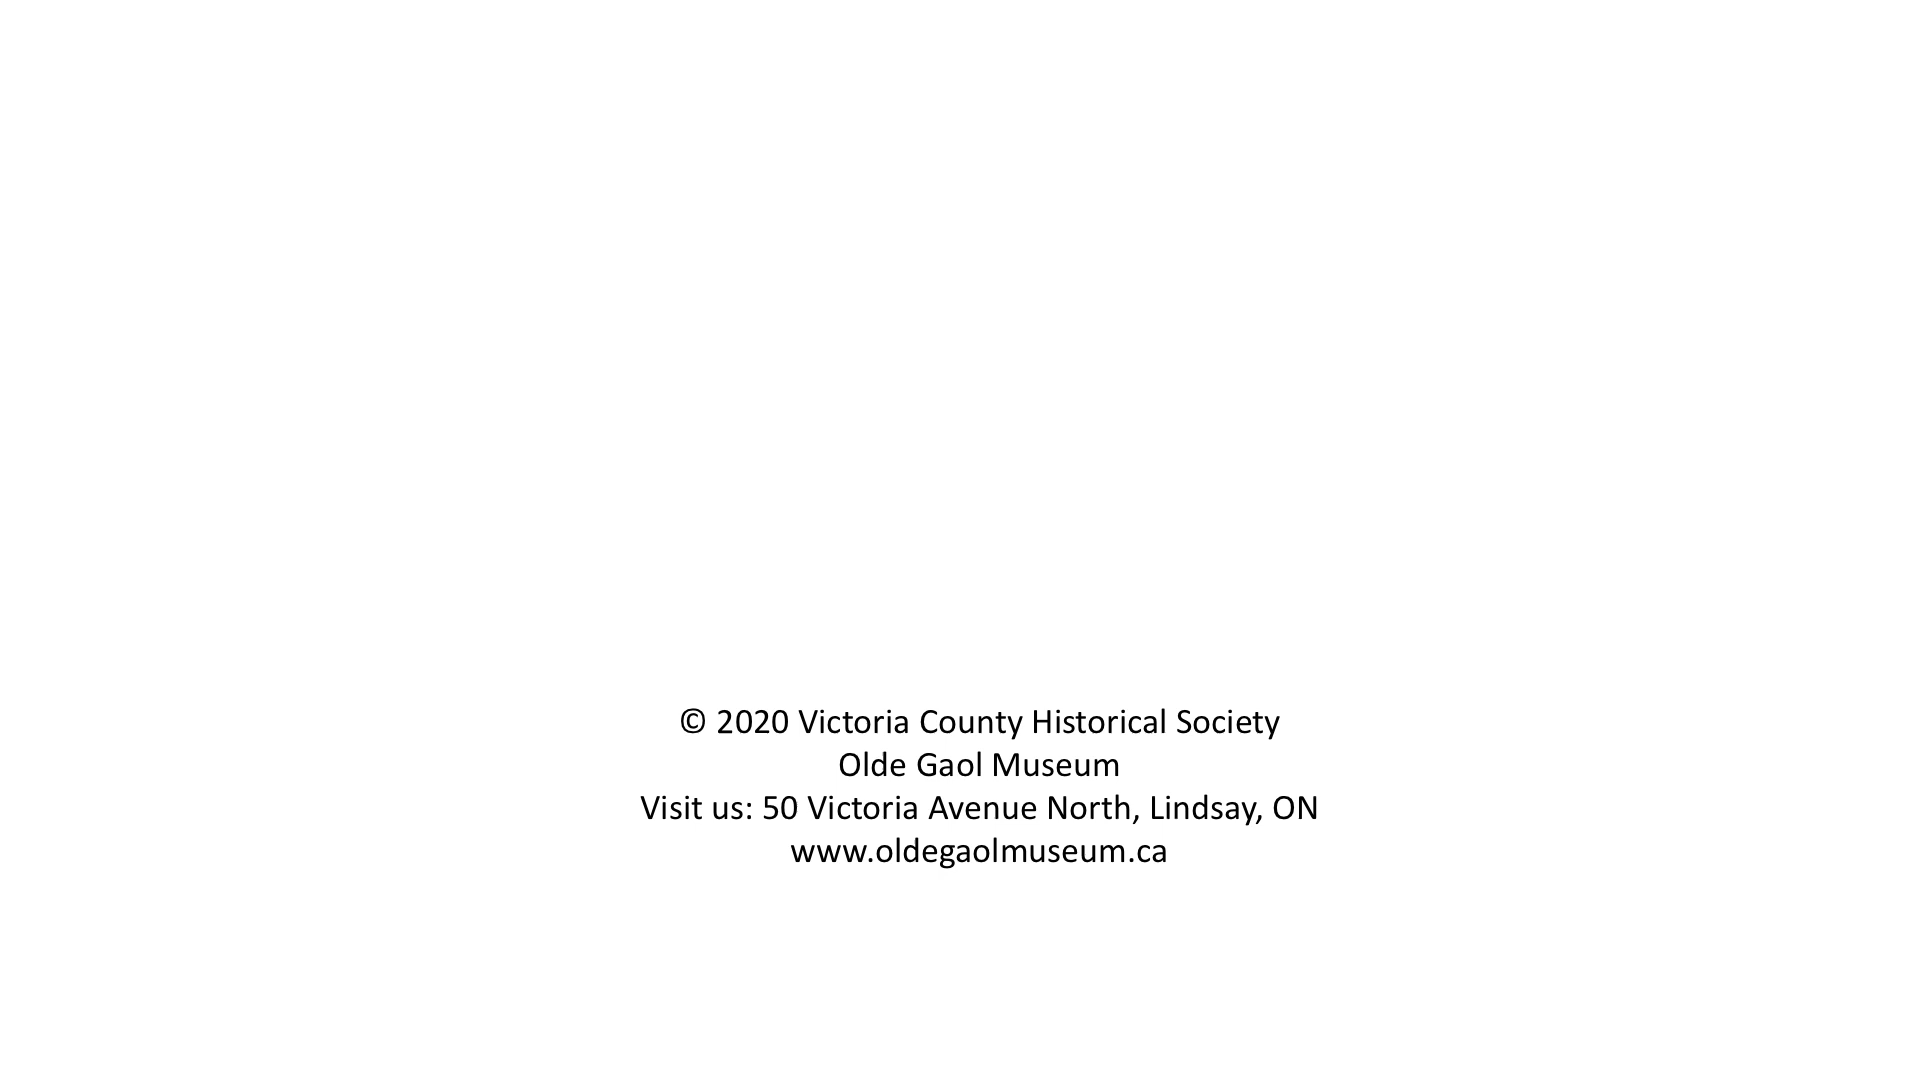 © 2020 Victoria County Historical Society
Olde Gaol Museum
Visit us: 50 Victoria Avenue North, Lindsay, ON
www.oldegaolmuseum.ca